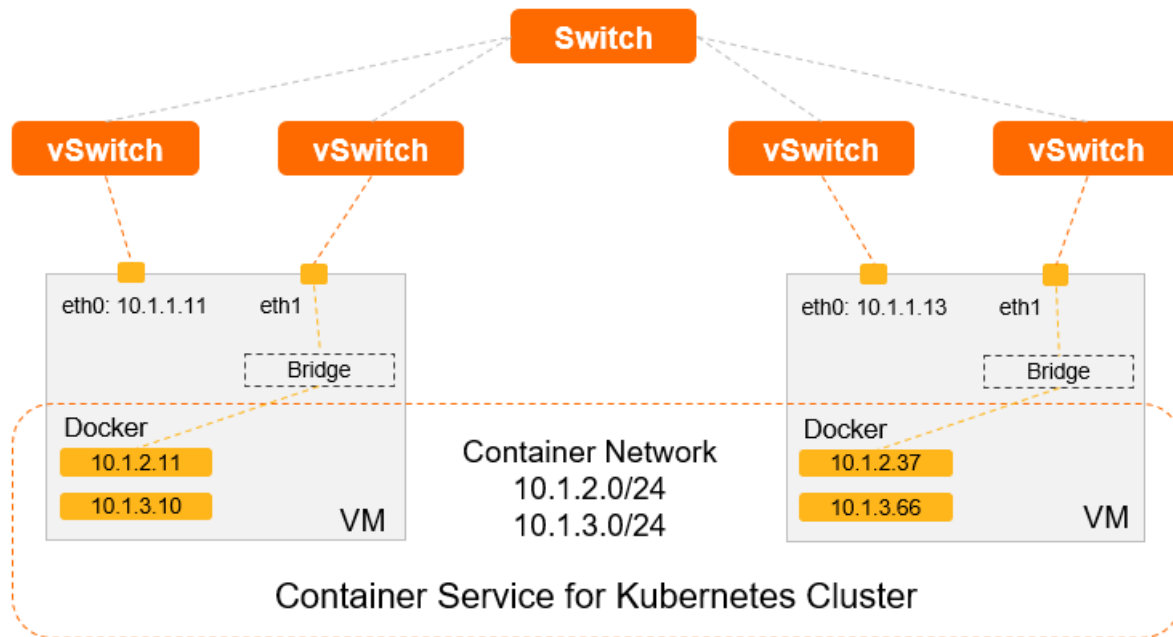 Switch
vSwitch
vSwitch
vSwitch
vSwitch
eth0: 10.1.1.11
eth1
eth0: 10.1.1.13
eth1
Bridge
Bridge
Docker
10.1.2.11
10.1.3.10
VM
Container Network
10.1.2.0/24
10.1.3.0/24
Docker
10.1.2.37
10.1.3.66
VM
Container Service for Kubernetes Cluster